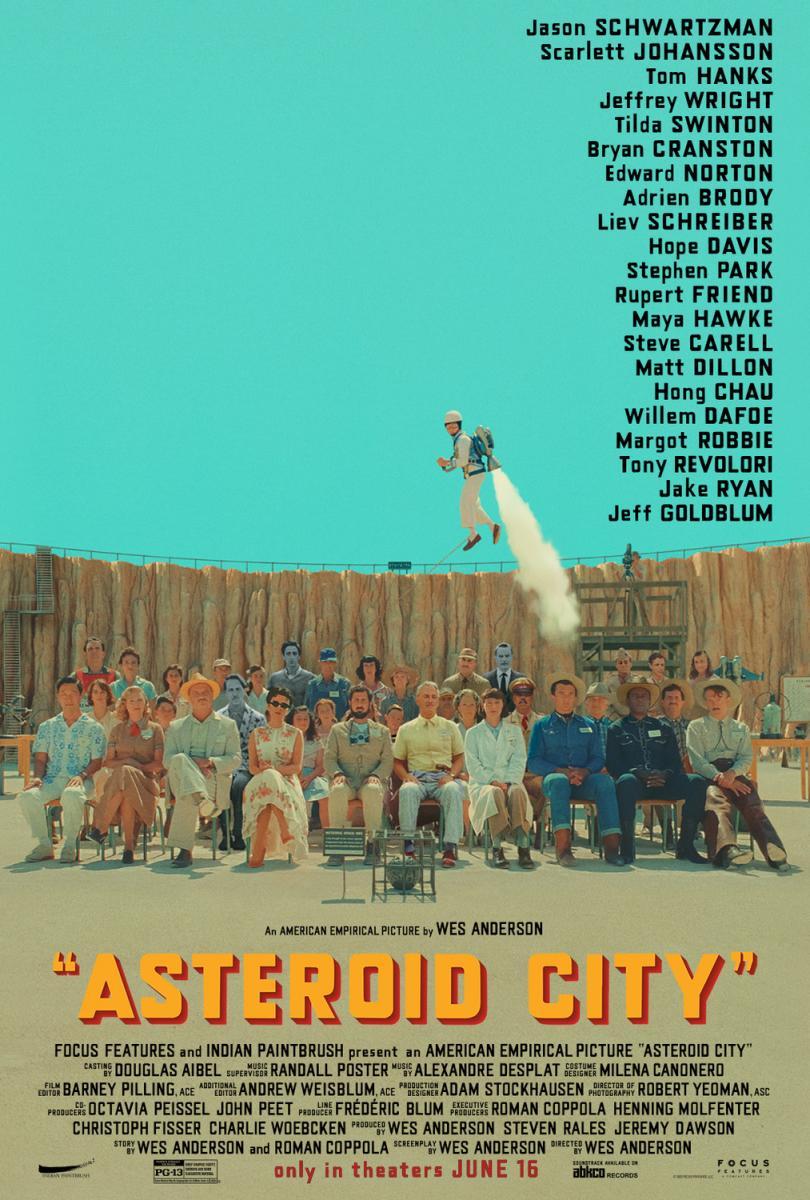 Jason SCHWARTZMAN
Scarlett JOHANSSON
Tom HANKS
Jeffrey WRIGHT
Tilda SWINTON
Bryan CRANSTON
Edward NORTON
Adrien BRODY
Liev SCHREIBER
Hope DAVIS
Stephen PARK
Rupert FRIEND
Maya HAWKE
Steve CARELL
Matt DILLON
Hong CHAU
Willem DAFOE
Margot ROBBIE
Tony REVOLORI
Jake RYAN
Jeff GOLDBLUM
An AMERICAN EMPIRICAL PICTURE by WES ANDERSON
“ASTEROID CITY”
FOCUS FEATURES and INDIAN PAINTBRUSH present an AMERICAN EMPIRICAL PICTURE "ASTEROID CITY"
CASTING BY DOUGLAS AIBEL MUSIC SUPERVISOR RANDALL POSTER MUSIC BY ALEXANDRE DESPLAT COSTUME DESIGNER MILENA CANONERO
FILM EDITOR BARNEY PILLING, ACE ADDITIONAL EDITOR ANDREW WEISBLUM, ACE PRODUCTION DESIGNER ADAM STOCKHAUSEN DIRECTOR OF PHOTOGRAPHY ROBERT YEOMAN, ASC
CO-PRODUCERS OCTAVIA PEISSEL JOHN PEET LINE PRODUCER FRÉDÉRIC BLUM EXECUTIVE PRODUCERS ROMAN COPPOLA HENNING MOLFENTER
CHRISTOPH FISSER CHARLIE WOEBCKEN PRODUCED BY WES ANDERSON STEVEN RALES JEREMY DAWSON
STORY BY WES ANDERSON and ROMAN COPPOLA SCREENPLAY BY WES ANDERSON DIRECTED BY WES ANDERSON
INDIAN PAINTBRUSH
PG-13
only in theaters JUNE 16
SOUNDTRACK AVAILABLE ON
abkco RECORDS
FOCUS
FEATURES